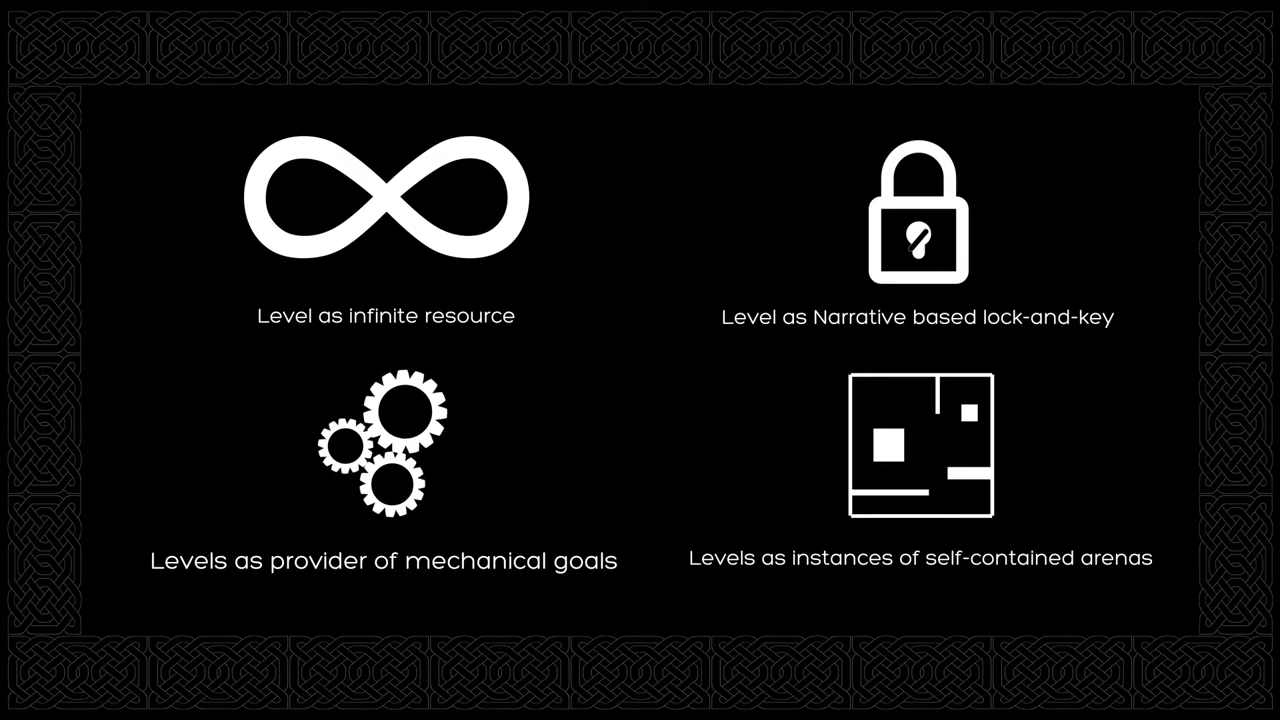 Level as infinite resource
Level as Narrative based lock-and-key
Levels as provider of mechanical goals
Levels as instances of self-contained arenas